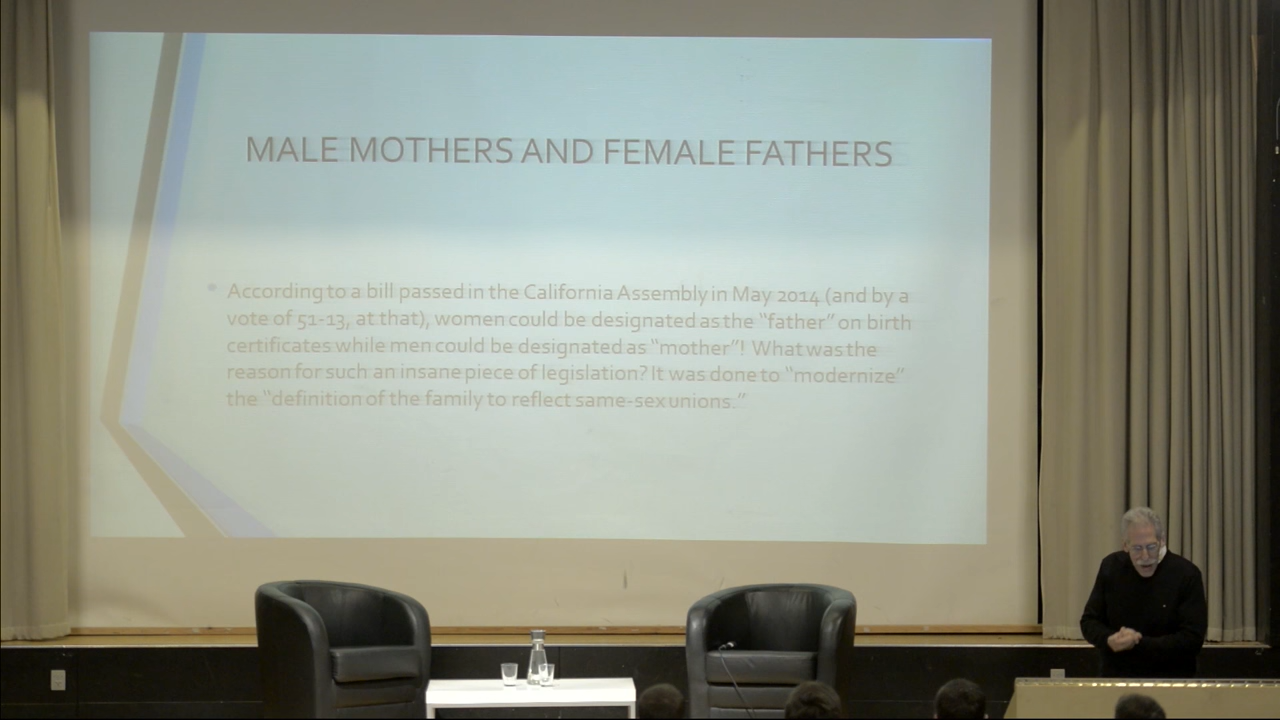 MALE MOTHERS AND FEMALE FATHERS
According to a bill passed in the California Assembly in May 2014 (and by a
vote of 51-13, at that), women could be designated as the “father” on birth
certificates while men could be designated as “mother”! What was the
reason for such an insane piece of legislation? It was done to “modernize”
the “definition of the family to reflect same-sex unions.”